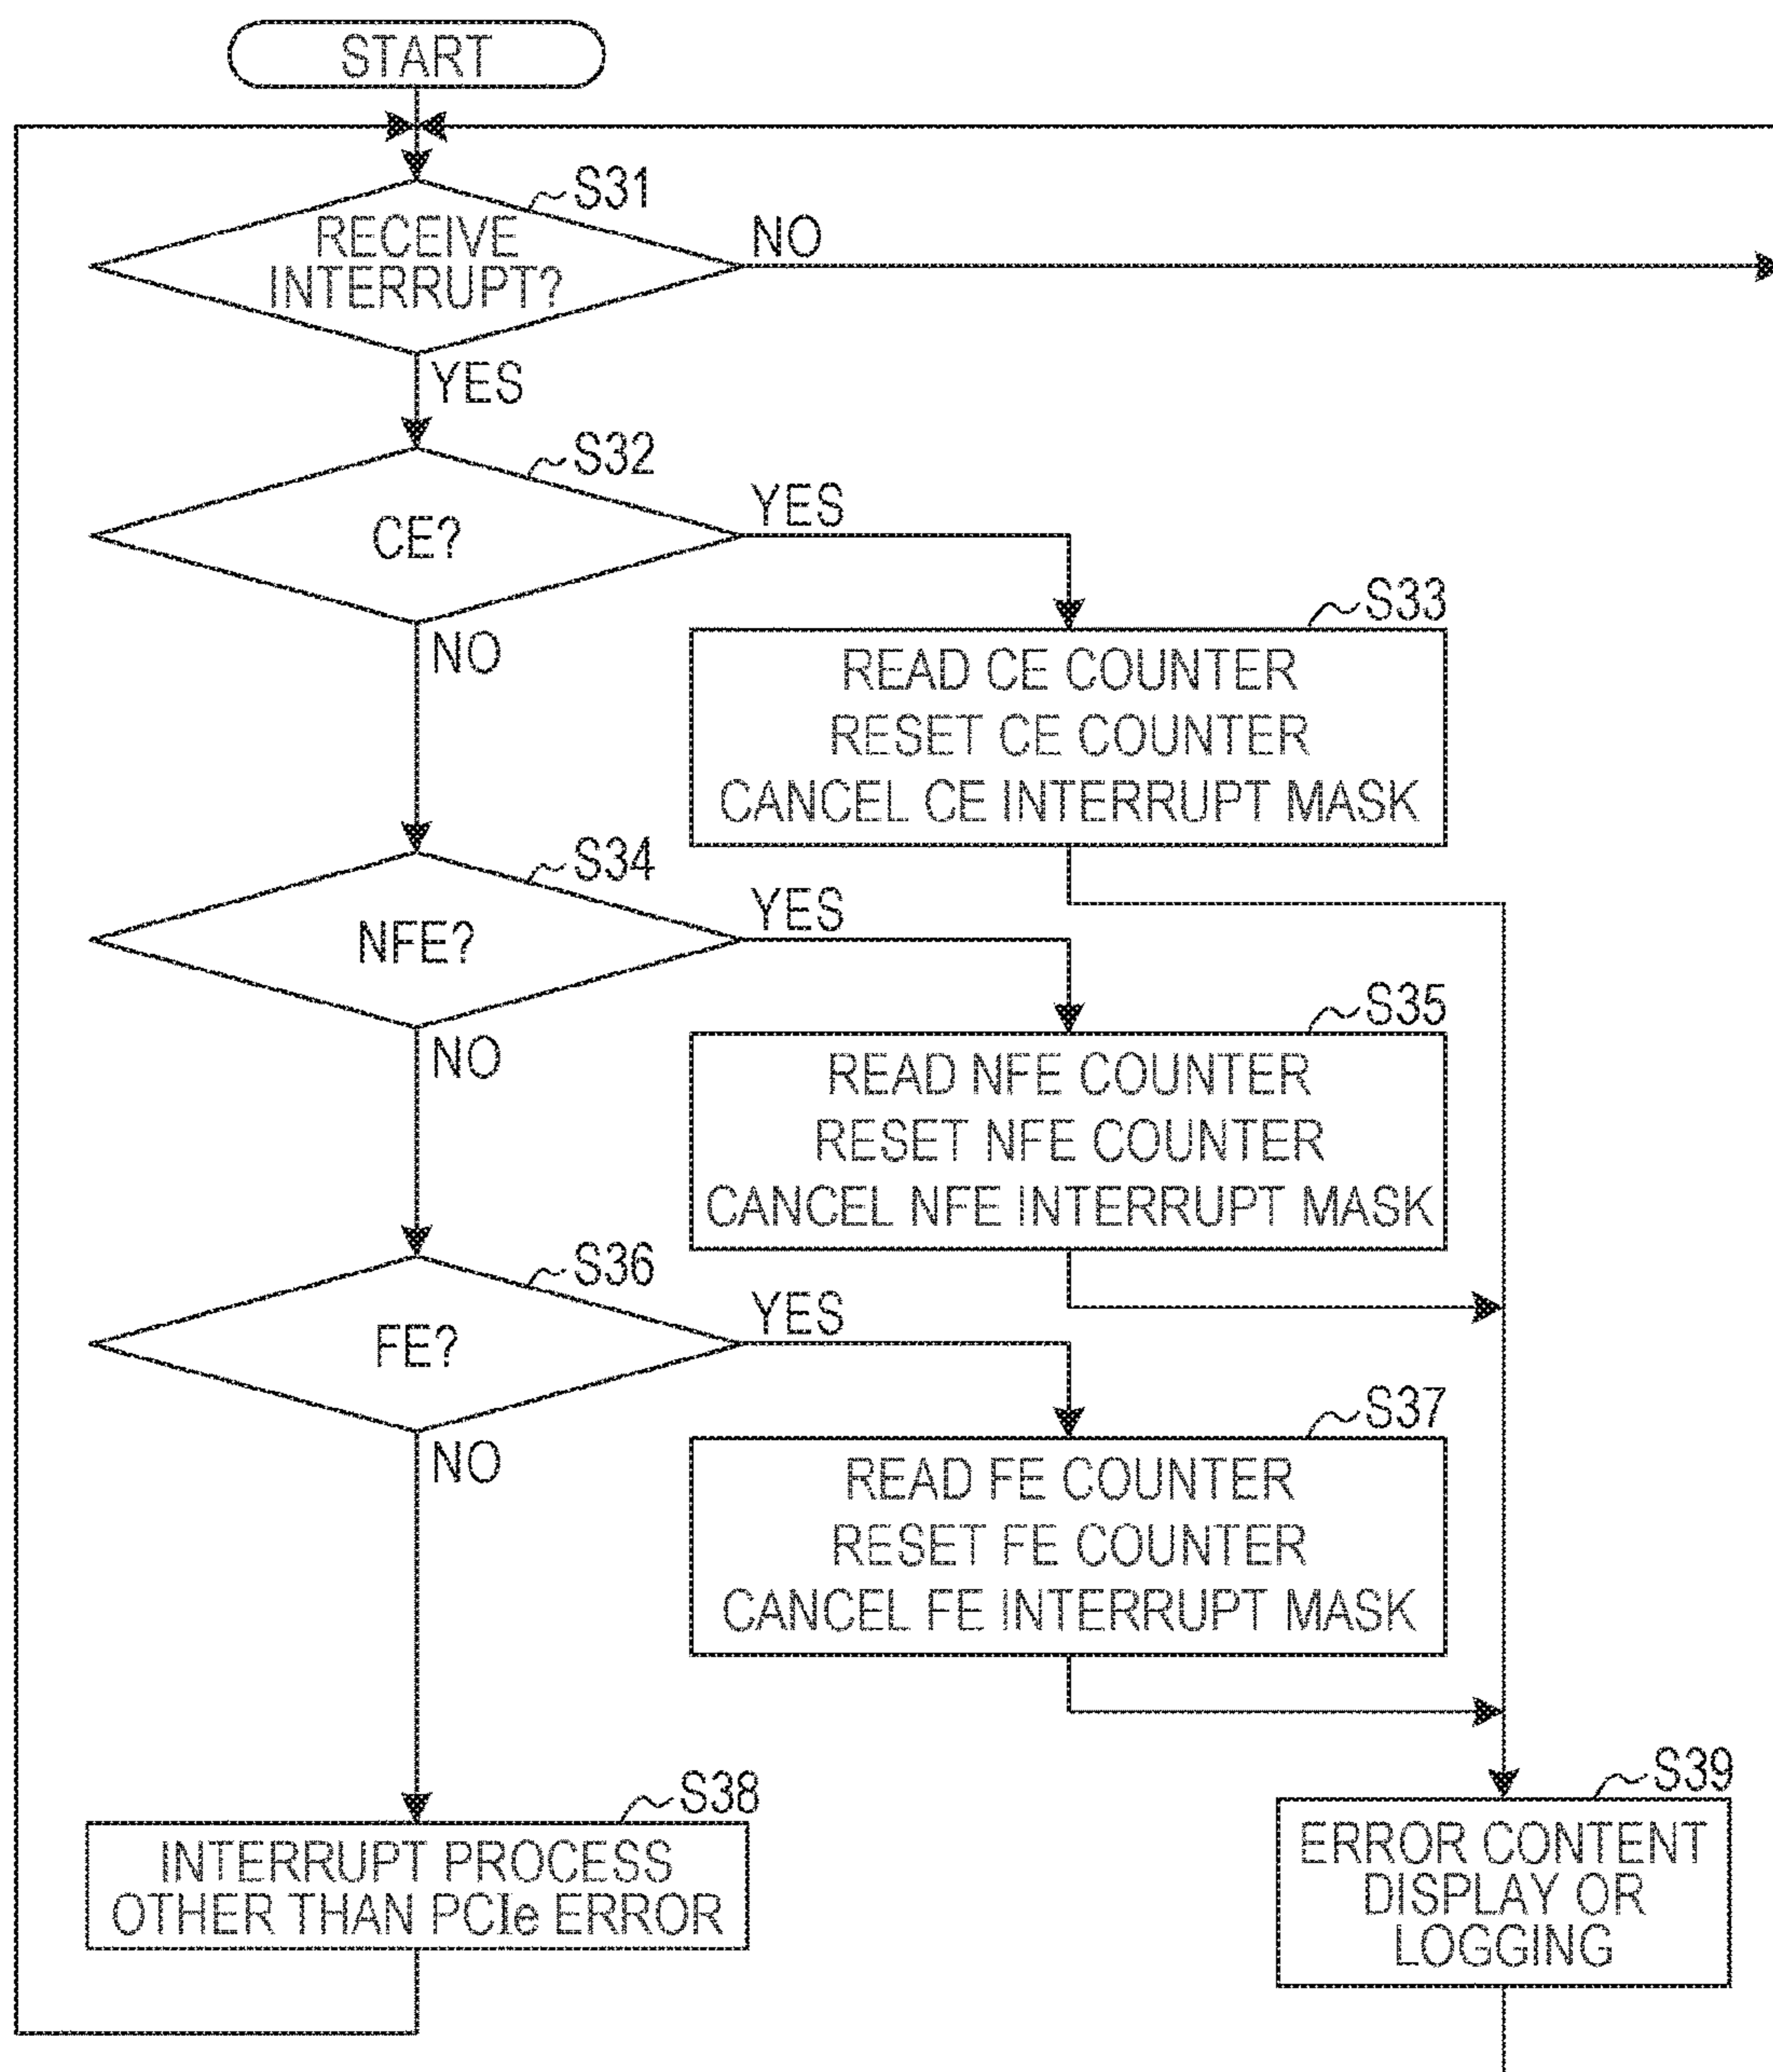 START
S31
RECEIVE
INTERRUPT?
NO
YES
S32
CE?
YES
NO
S33
READ CE COUNTER
RESET CE COUNTER
CANCEL CE INTERRUPT MASK
S34
NFE?
YES
NO
S35
READ NFE COUNTER
RESET NFE COUNTER
CANCEL NFE INTERRUPT MASK
S36
FE?
YES
NO
S37
READ FE COUNTER
RESET FE COUNTER
CANCEL FE INTERRUPT MASK
S38
INTERRUPT PROCESS
OTHER THAN PCIe ERROR
S39
ERROR CONTENT
DISPLAY OR
LOGGING